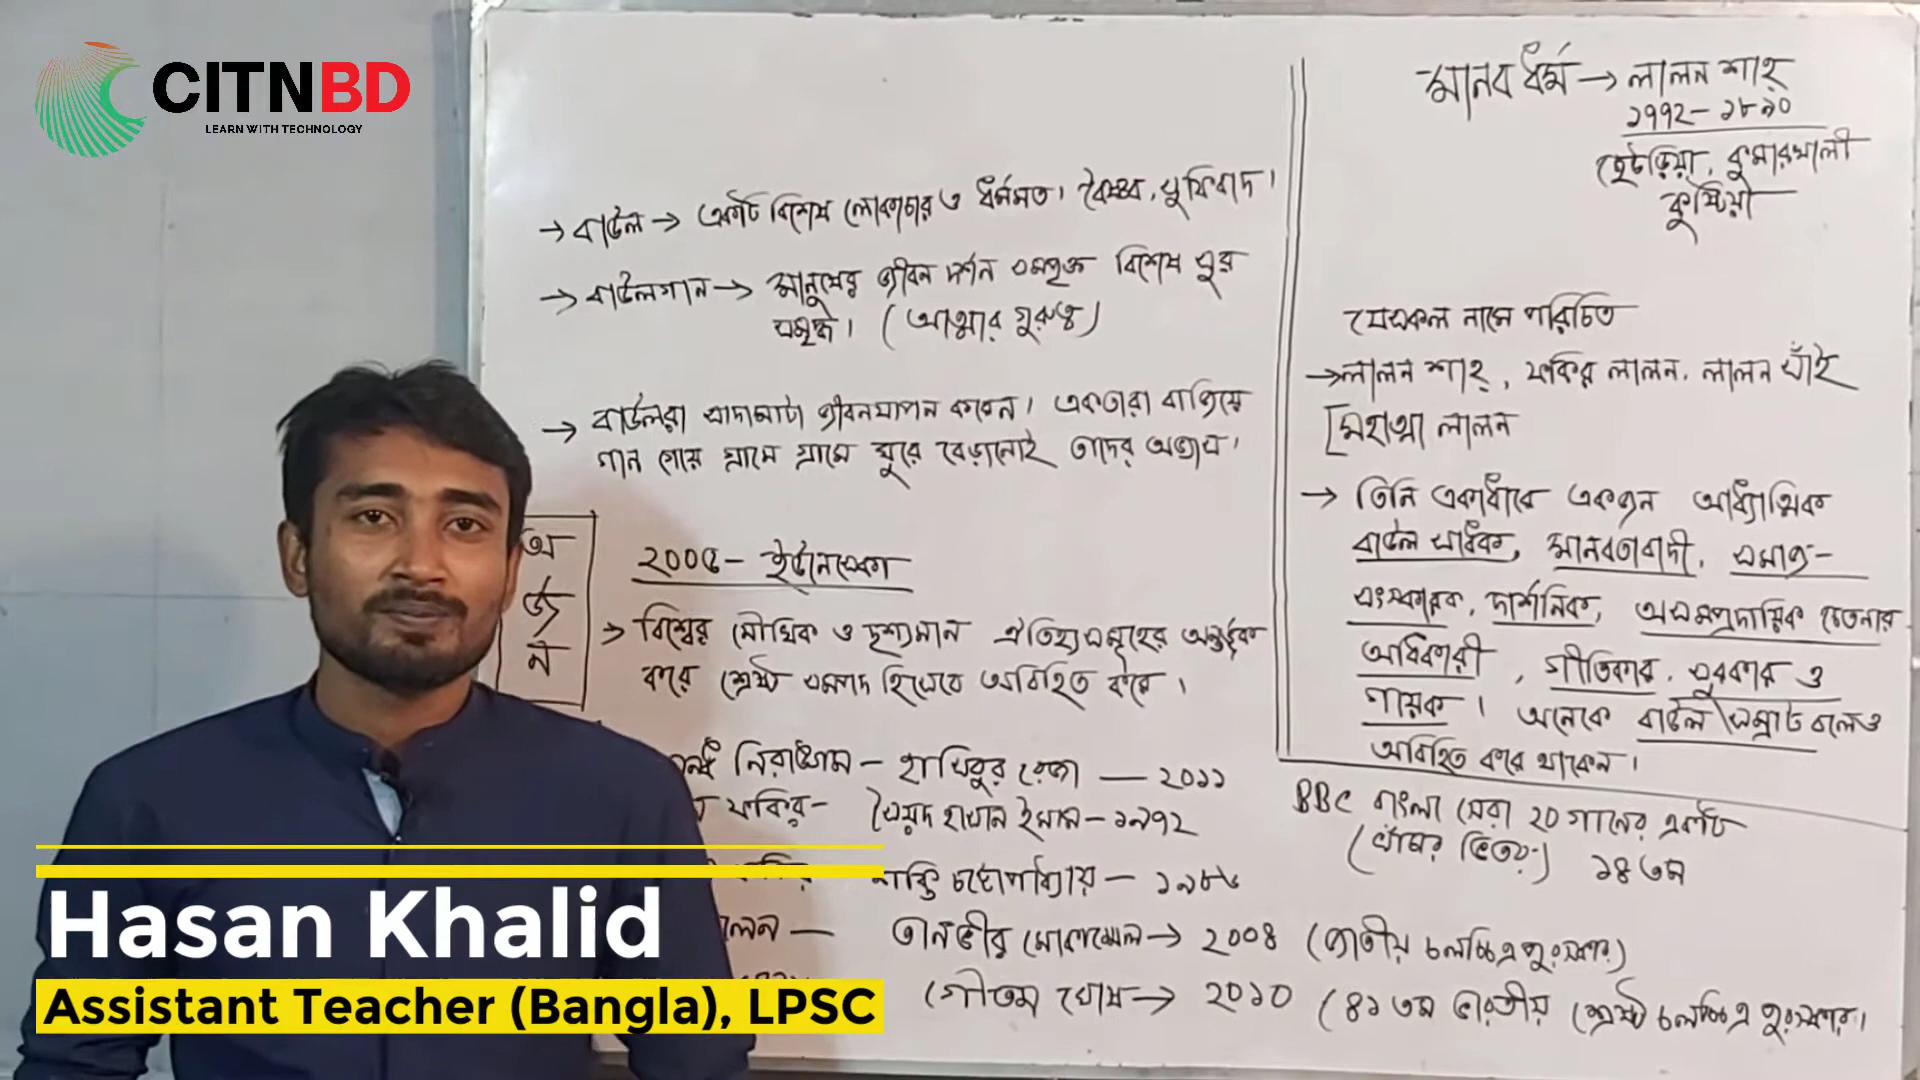 CITNBD
LEARN WITH TECHNOLOGY
মানব ধর্ম → লালন শাহ্
১৭৭২ - ১৮৯০
হেউড়িয়া, কুমারখালী
কুষ্টিয়া
→ বাউল → একটি বিশেষ লোকাচার ও ধর্মমত। বৈষ্ণব, সুফিবাদ।
→ বাউলগান → মানুষের জীবন দর্শন সম্পৃক্ত বিশেষ সুর
সমৃদ্ধ। (আত্মার গুরুত্ব)
→ বাউলরা সাদামাটা জীবনযাপন করেন। একতারা বাজিয়ে
গান গেয়ে গ্রামে গ্রামে ঘুরে বেড়ানোই তাদের অভ্যাস।
অ
র্জ
ন
২০০৫ - ইউনেস্কো
→ বিশ্বের মৌখিক ও দৃশ্যমান ঐতিহ্যসমূহের অন্তর্ভুক্ত
করে শ্রেষ্ঠ সম্পদ হিসেবে অভিহিত করে।
নিরাশ্রম - হাসিবুর রেজা — ২০১১
ফকির - সৈয়দ হাসান ইমাম - ১৯৭২
শক্তি চট্টোপাধ্যায় - ১৯৮৬
তানভীর মোকাম্মেল → ২০০৪ (জাতীয় চলচ্চিত্র পুরস্কার)
গৌতম ঘোষ → ২০১০ (৪১ তম ভারতীয় শ্রেষ্ঠ চলচ্চিত্র পুরস্কার।
যেসকল নামে পরিচিত
→ লালন শাহ্, ফকির লালন, লালন সাঁই
মহাত্মা লালন
→ তিনি একাধারে একজন আধ্যাত্মিক
বাউল সাধক, মানবতাবাদী, সমাজ-
সংস্কারক, দার্শনিক, অসাম্প্রদায়িক চেতনার
অধিকারী, গীতিকার, সুরকার ও
গায়ক। অনেকে বাউল সম্রাট বলেও
অভিহিত করে থাকেন।
BBC বাংলা সেরা ২০ গানের একটি
(খাঁচার ভিতর) ১৪ তম
Hasan Khalid
Assistant Teacher (Bangla), LPSC